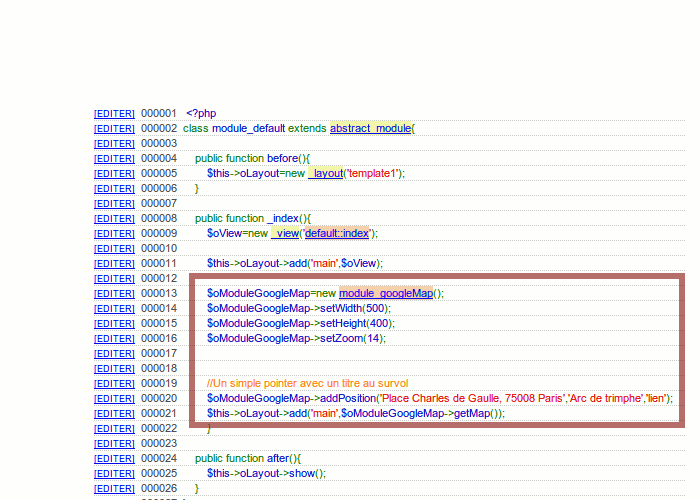 [EDITER] 000001 <?php
[EDITER] 000002 class module_default extends abstract_module{
[EDITER] 000003
[EDITER] 000004 public function before(){
[EDITER] 000005 $this->oLayout=new _layout('template1');
[EDITER] 000006 }
[EDITER] 000007
[EDITER] 000008 public function _index(){
[EDITER] 000009 $oView=new _view('default::index');
[EDITER] 000010
[EDITER] 000011 $this->oLayout->add('main',$oView);
[EDITER] 000012
[EDITER] 000013 $oModuleGoogleMap=new module_googleMap();
[EDITER] 000014 $oModuleGoogleMap->setWidth(500);
[EDITER] 000015 $oModuleGoogleMap->setHeight(400);
[EDITER] 000016 $oModuleGoogleMap->setZoom(14);
[EDITER] 000017
[EDITER] 000018
[EDITER] 000019 //Un simple pointer avec un titre au survol
[EDITER] 000020 $oModuleGoogleMap->addPosition('Place Charles de Gaulle, 75008 Paris','Arc de trimphe','lien');
[EDITER] 000021 $this->oLayout->add('main',$oModuleGoogleMap->getMap());
[EDITER] 000022 }
[EDITER] 000023
[EDITER] 000024 public function after(){
[EDITER] 000025 $this->oLayout->show();
[EDITER] 000026 }